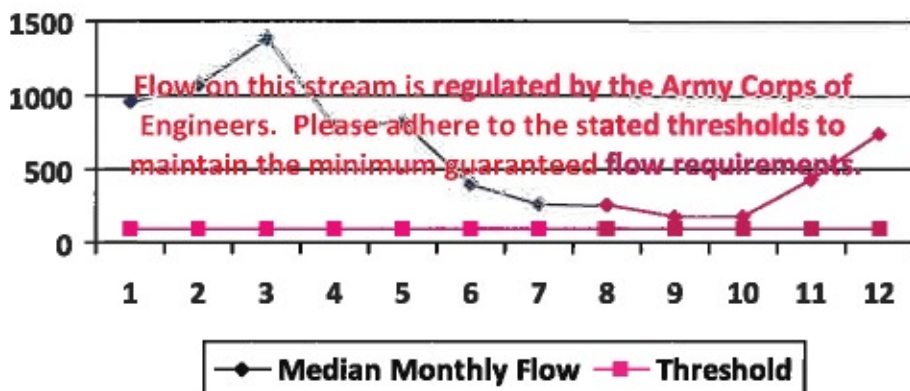 1500
1000
500
0
Flow on this stream is regulated by the Army Corps of
Engineers. Please adhere to the stated thresholds to
maintain the minimum guaranteed flow requirements.
1 2 3 4 5 6 7 8 9 10 11 12
Median Monthly Flow Threshold